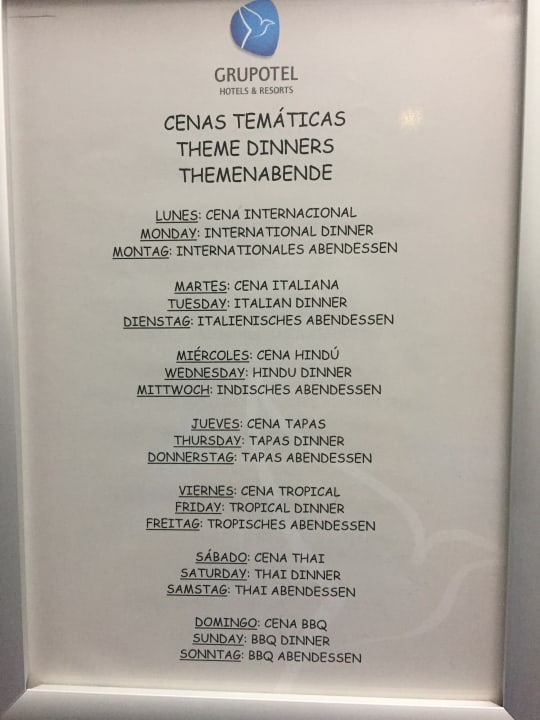 GRUPOTEL
HOTELS & RESORTS
CENAS TEMÁTICAS
THEME DINNERS
THEMENABENDE
LUNES: CENA INTERNACIONAL
MONDAY: INTERNATIONAL DINNER
MONTAG: INTERNATIONALES ABENDESSEN
MARTES: CENA ITALIANA
TUESDAY: ITALIAN DINNER
DIENSTAG: ITALIENISCHES ABENDESSEN
MIÉRCOLES: CENA HINDÚ
WEDNESDAY: HINDU DINNER
MITTWOCH: INDISCHES ABENDESSEN
JUEVES: CENA TAPAS
THURSDAY: TAPAS DINNER
DONNERSTAG: TAPAS ABENDESSEN
VIERNES: CENA TROPICAL
FRIDAY: TROPICAL DINNER
FREITAG: TROPISCHES ABENDESSEN
SÁBADO: CENA THAI
SATURDAY: THAI DINNER
SAMSTAG: THAI ABENDESSEN
DOMINGO: CENA BBQ
SUNDAY: BBQ DINNER
SONNTAG: BBQ ABENDESSEN